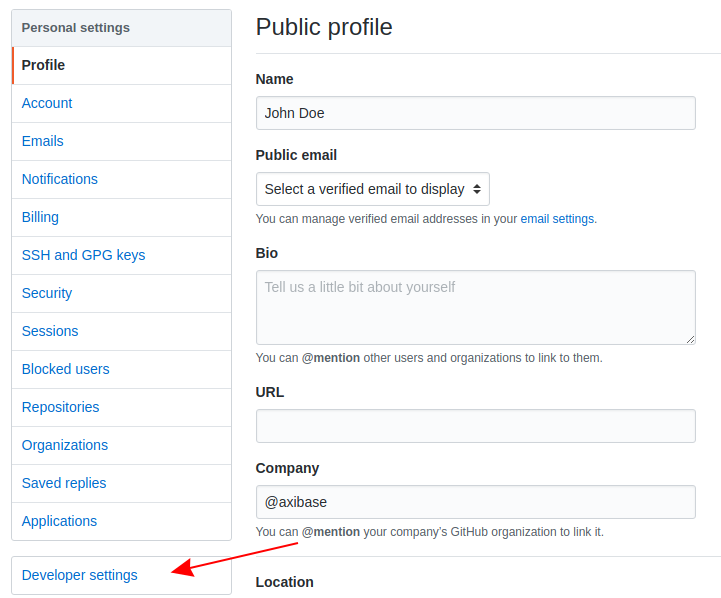 Personal settings
Profile
Account
Emails
Notifications
Billing
SSH and GPG keys
Security
Sessions
Blocked users
Repositories
Organizations
Saved replies
Applications
Developer settings
Public profile
Name
John Doe
Public email
Select a verified email to display
You can manage verified email addresses in your email settings.
Bio
Tell us a little bit about yourself
You can @mention other users and organizations to link to them.
URL
Company
@axibase
You can @mention your company's GitHub organization to link it.
Location